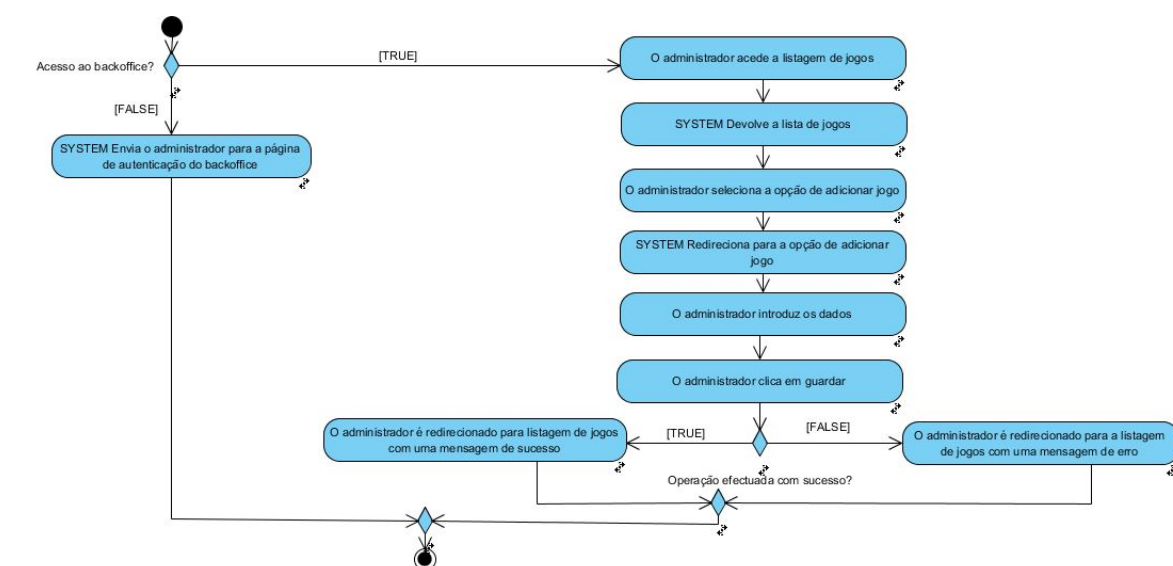 Acesso ao backoffice?
[TRUE]
O administrador acede a listagem de jogos
[FALSE]
SYSTEM Devolve a lista de jogos
SYSTEM Envia o administrador para a página
de autenticação do backoffice
O administrador seleciona a opção de adicionar jogo
SYSTEM Redireciona para a opção de adicionar
jogo
O administrador introduz os dados
O administrador clica em guardar
O administrador é redirecionado para listagem de jogos
com uma mensagem de sucesso
[TRUE]
[FALSE]
O administrador é redirecionado para a listagem
de jogos com uma mensagem de erro
Operação efectuada com sucesso?